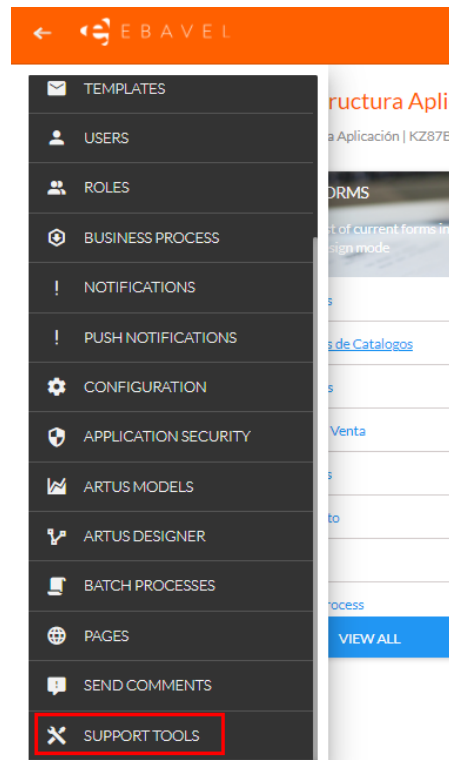 EBAVEL
TEMPLATES
USERS
ROLES
BUSINESS PROCESS
NOTIFICATIONS
PUSH NOTIFICATIONS
CONFIGURATION
APPLICATION SECURITY
ARTUS MODELS
ARTUS DESIGNER
BATCH PROCESSES
PAGES
SEND COMMENTS
SUPPORT TOOLS
ructura Apli
a Aplicación | KZ87B
ORMS
st of current forms in
sign mode
s
s de Catalogos
s
Venta
s
to
rocess
VIEW ALL